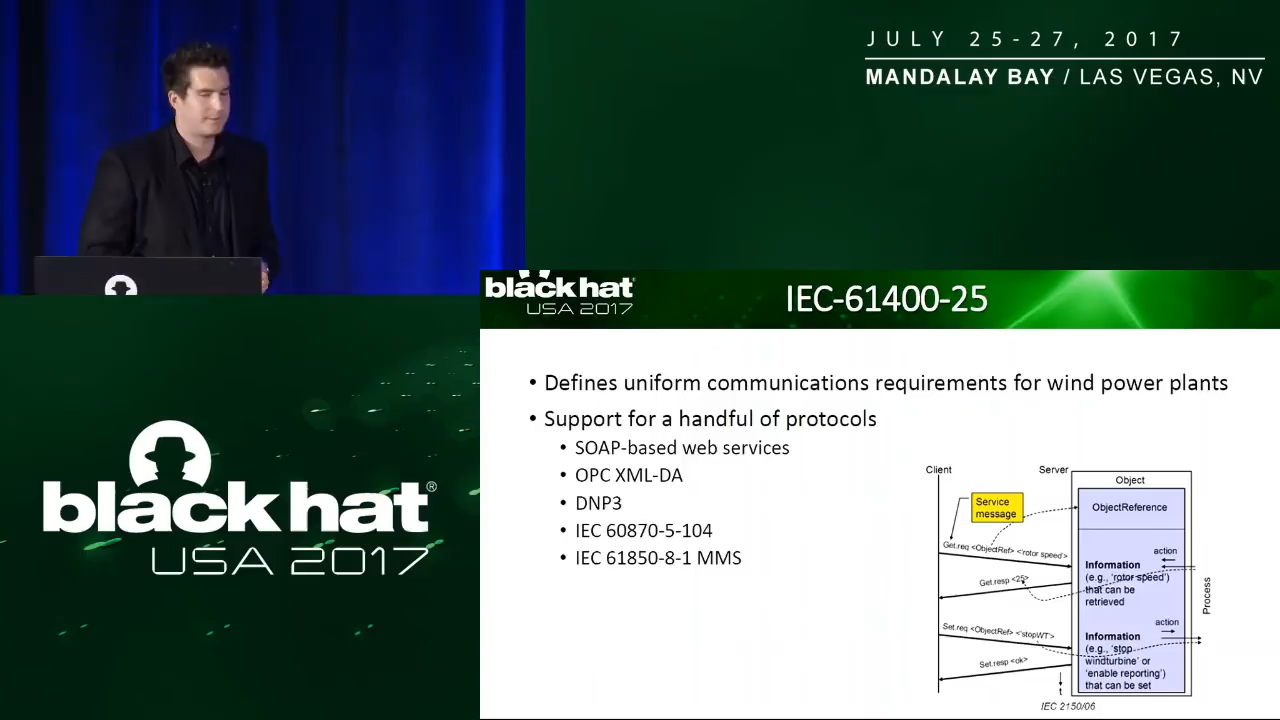 JULY 25-27, 2017
MANDALAY BAY / LAS VEGAS, NV
black hat
USA 2017
IEC-61400-25
• Defines uniform communications requirements for wind power plants
• Support for a handful of protocols
• SOAP-based web services
• OPC XML-DA
• DNP3
• IEC 60870-5-104
• IEC 61850-8-1 MMS
Client
Server
Object
Service
message
ObjectReference
Get.req <ObjectRef> <'rotor speed'>
action
Information
(e.g., 'rotor speed')
that can be
retrieved
Get.resp <25>
Process
Set.req <ObjectRef> <'stopWT'>
action
Information
(e.g., 'stop
windturbine' or
'enable reporting')
that can be set
Set.resp <ok>
t
IEC 2150/06
black hat®
USA 2017